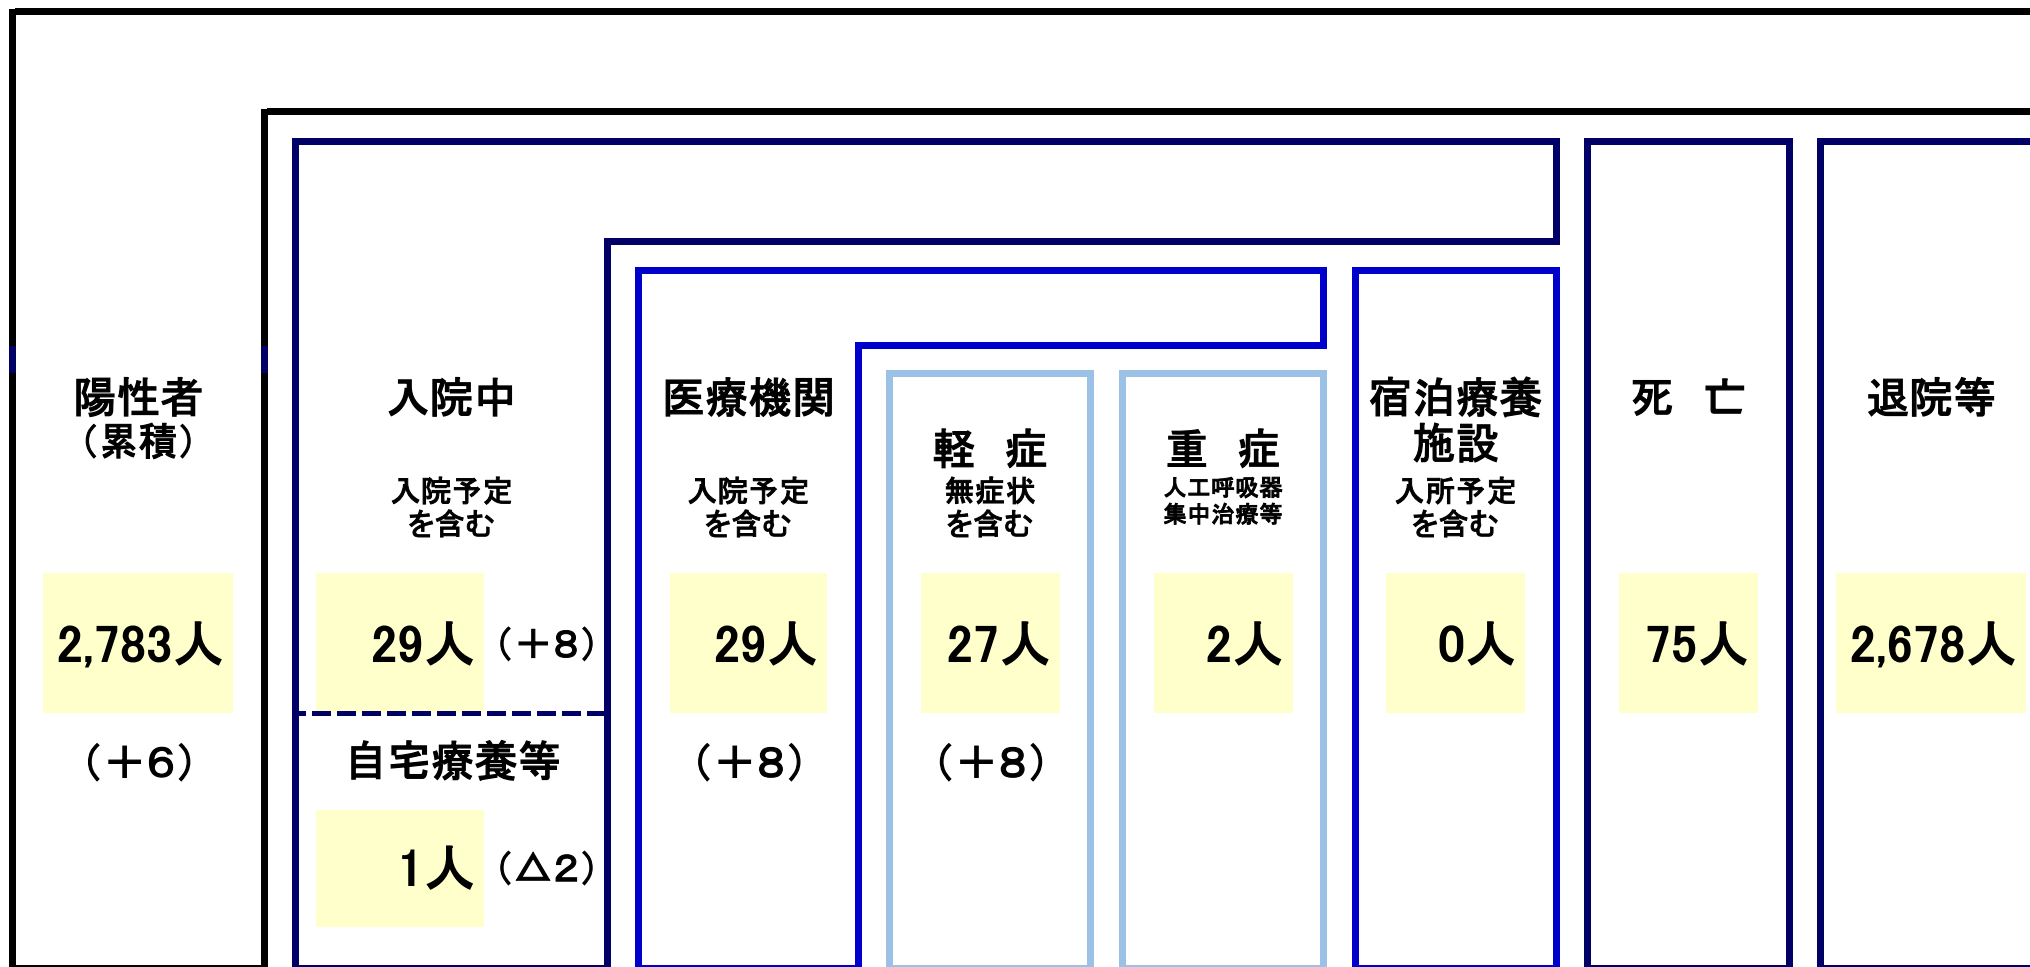 陽性者
（累積）
2,783人
（＋6）
入院中
入院予定
を含む
29人（＋8）
自宅療養等
1人（△2）
医療機関
入院予定
を含む
29人
（＋8）
軽　症
無症状
を含む
27人
（＋8）
重　症
人工呼吸器
集中治療等
2人
宿泊療養
施設
入所予定
を含む
0人
死　亡
75人
退院等
2,678人